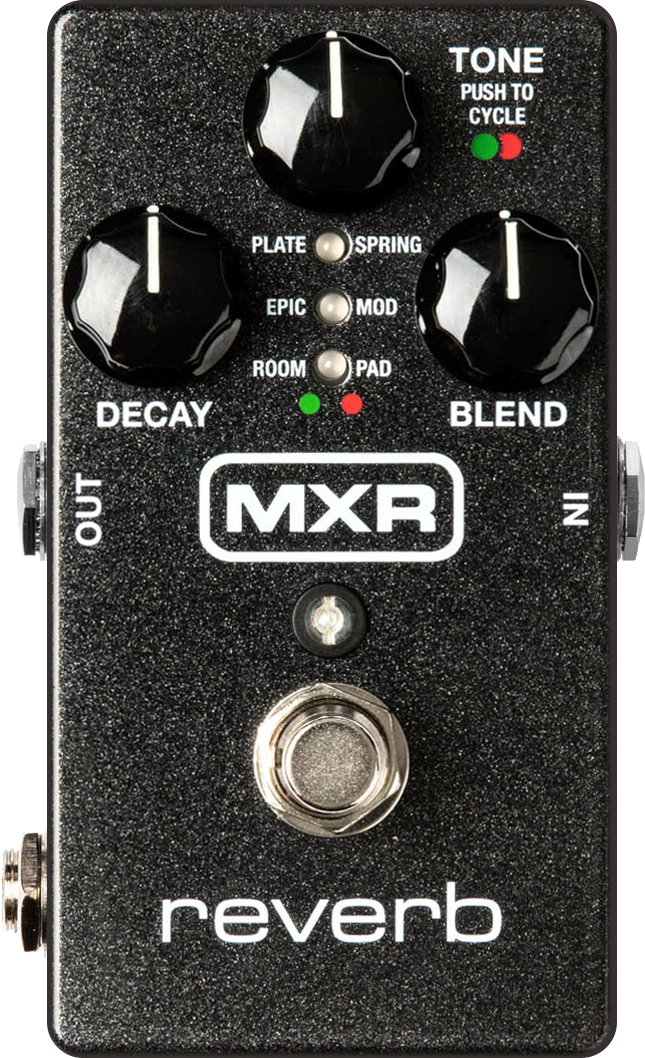 TONE
PUSH TO
CYCLE
PLATE SPRING
EPIC MOD
ROOM PAD
DECAY
BLEND
OUT
IN
MXR
reverb